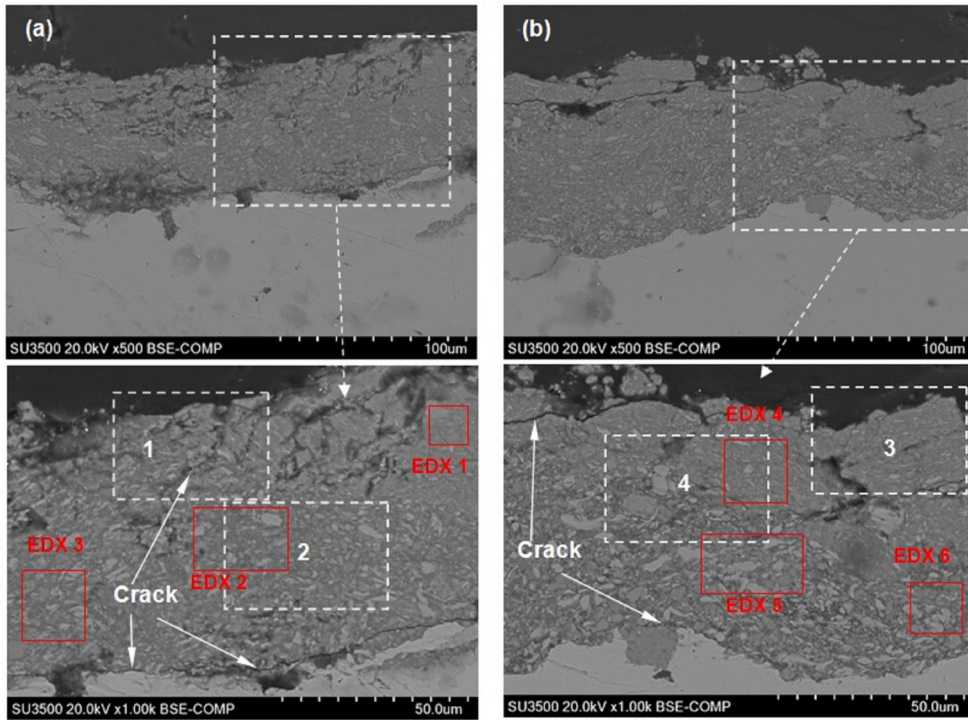 (a)
SU3500 20.0kV x500 BSE-COMP 100um
(b)
SU3500 20.0kV x500 BSE-COMP 100um
1
EDX 1
2
EDX 3
EDX 2
Crack
SU3500 20.0kV x1.00k BSE-COMP 50.0um
EDX 4
3
4
Crack
EDX 6
EDX 5
SU3500 20.0kV x1.00k BSE-COMP 50.0um